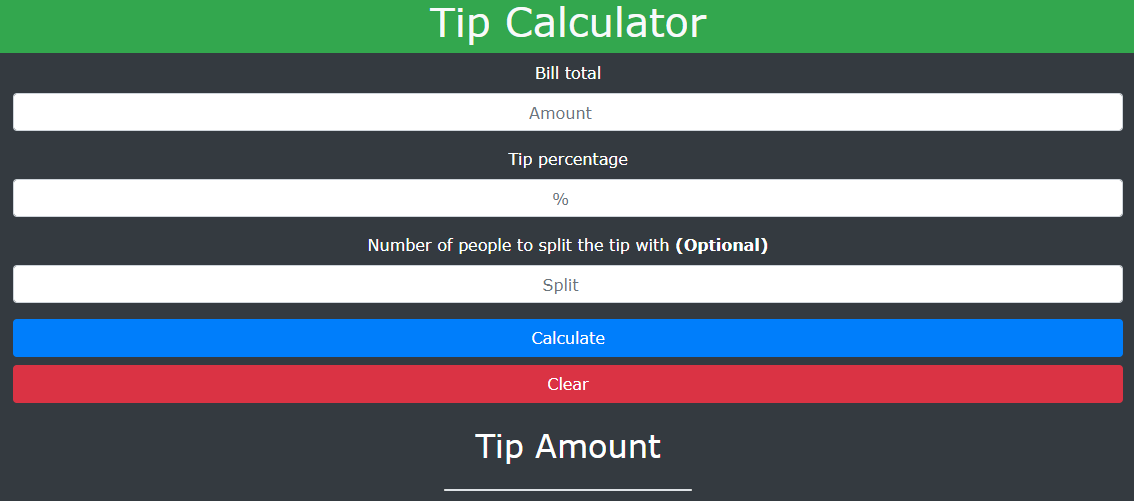 Tip Calculator
Bill total
Amount
Tip percentage
%
Number of people to split the tip with (Optional)
Split
Calculate
Clear
Tip Amount